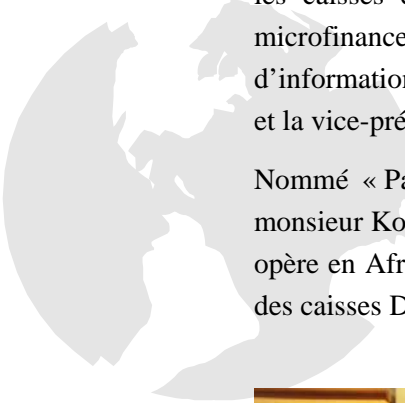 les caisses
microfinance
d’information
et la vice-pré
Nommé « Pa
monsieur Ko
opère en Afr
des caisses D